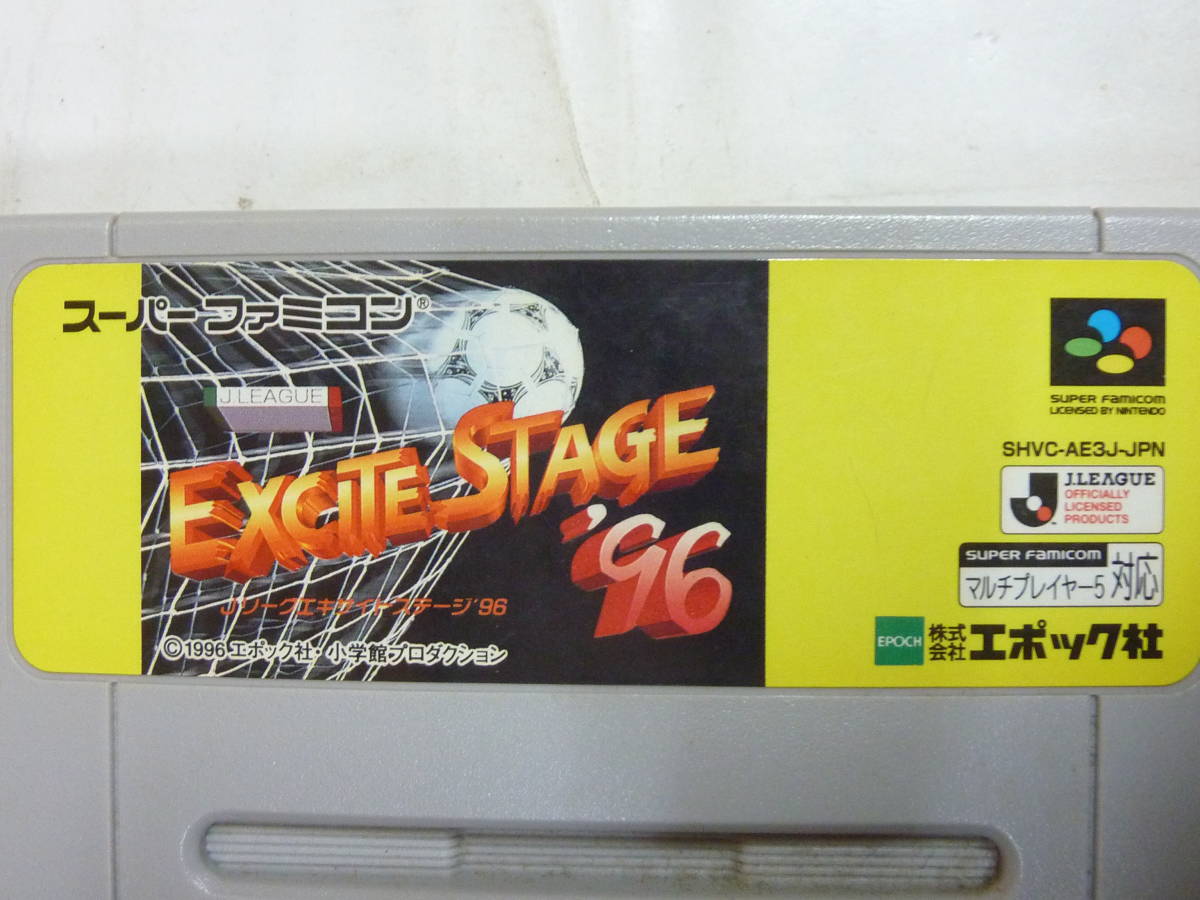 スーパーファミコン®
J.LEAGUE
EXCITE STAGE
'96
Jリーグエキサイトステージ'96
©1996 エポック社・小学館プロダクション
SUPER FAMICOM
LICENSED BY NINTENDO
SHVC-AE3J-JPN
J.LEAGUE
OFFICIALLY
LICENSED
PRODUCTS
SUPER FAMICOM
マルチプレイヤー5 対応
EPOCH 株式会社 エポック社